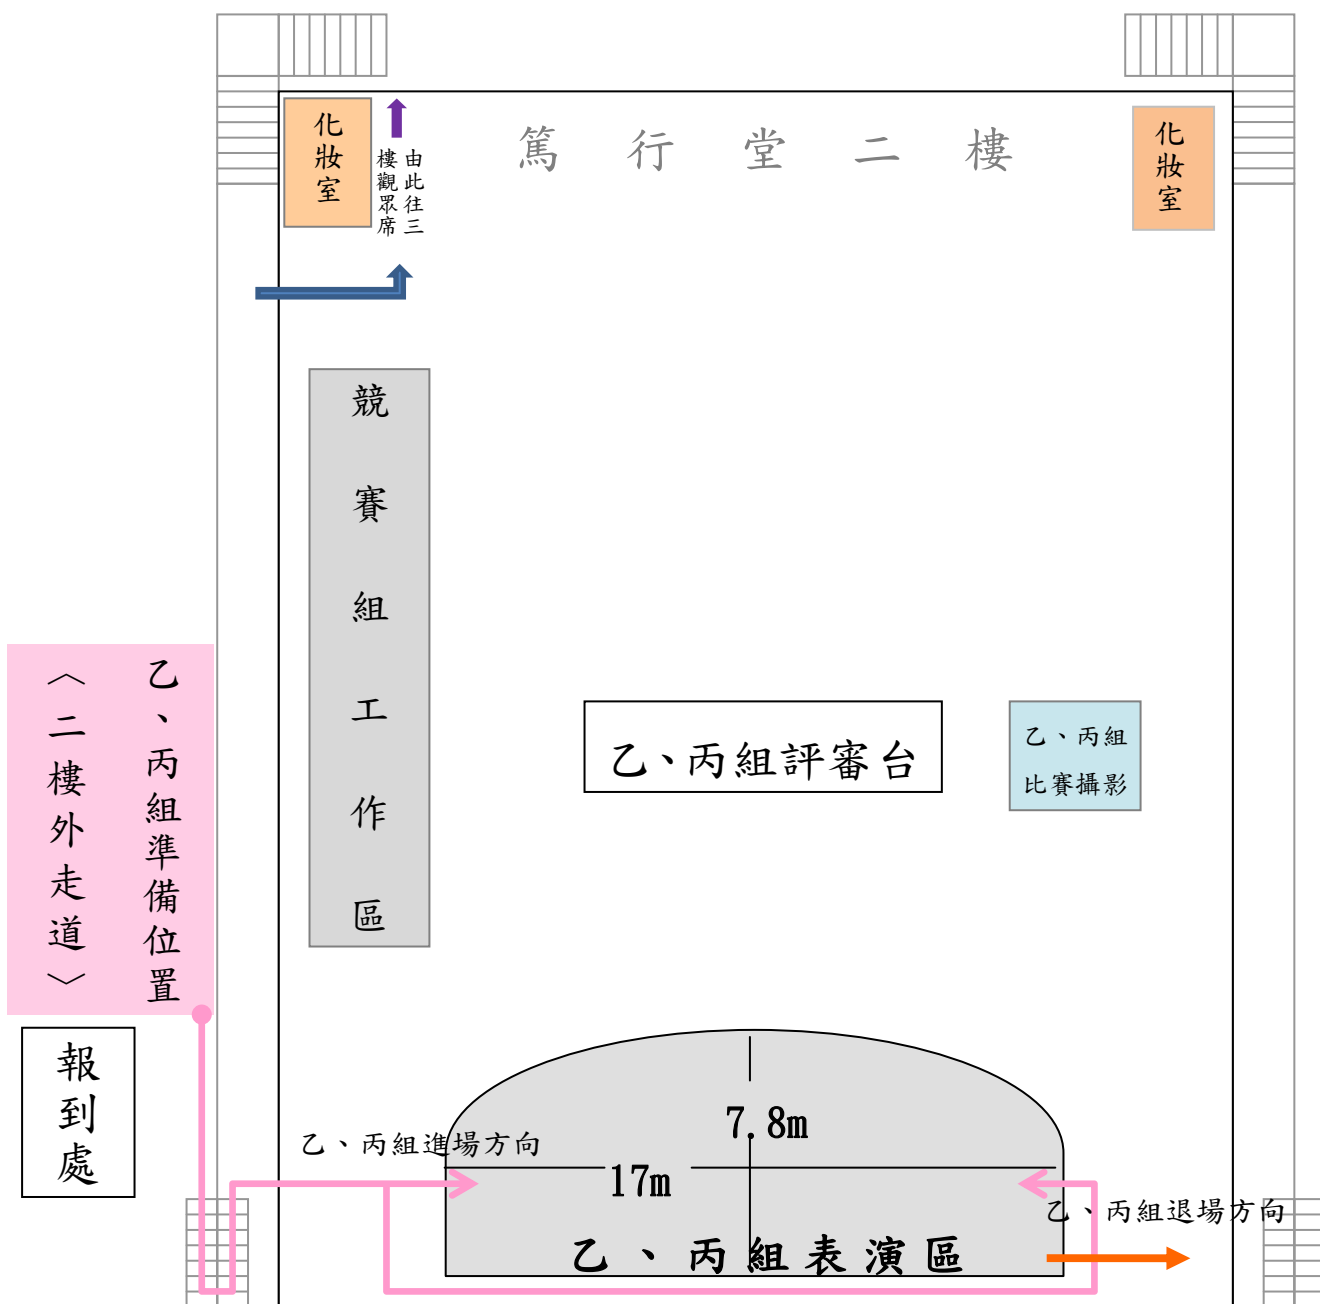 篤行堂二樓
化妝室
由此往三
樓觀眾席
化妝室
競賽組工作區
乙、丙組準備位置
〈二樓外走道〉
乙、丙組評審台
乙、丙組
比賽攝影
報到處
7.8m
乙、丙組進場方向
17m
乙、丙組退場方向
乙、丙組表演區